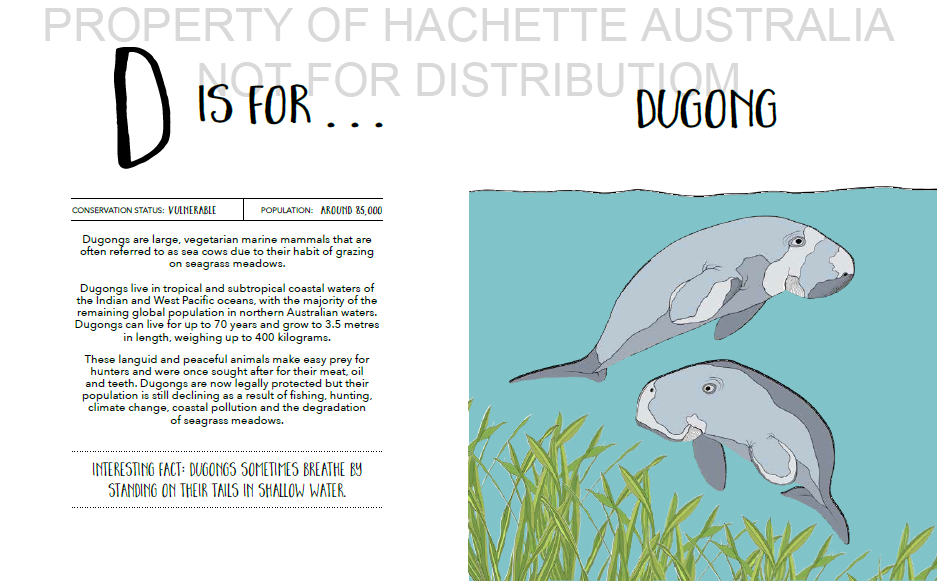 PROPERTY OF HACHETTE AUSTRALIA
NOT FOR DISTRIBUTIOM
D IS FOR . . .
DUGONG
CONSERVATION STATUS: VULNERABLE
POPULATION: AROUND 85,000
Dugongs are large, vegetarian marine mammals that are
often referred to as sea cows due to their habit of grazing
on seagrass meadows.
Dugongs live in tropical and subtropical coastal waters of
the Indian and West Pacific oceans, with the majority of the
remaining global population in northern Australian waters.
Dugongs can live for up to 70 years and grow to 3.5 metres
in length, weighing up to 400 kilograms.
These languid and peaceful animals make easy prey for
hunters and were once sought after for their meat, oil
and teeth. Dugongs are now legally protected but their
population is still declining as a result of fishing, hunting,
climate change, coastal pollution and the degradation
of seagrass meadows.
INTERESTING FACT: DUGONGS SOMETIMES BREATHE BY
STANDING ON THEIR TAILS IN SHALLOW WATER.